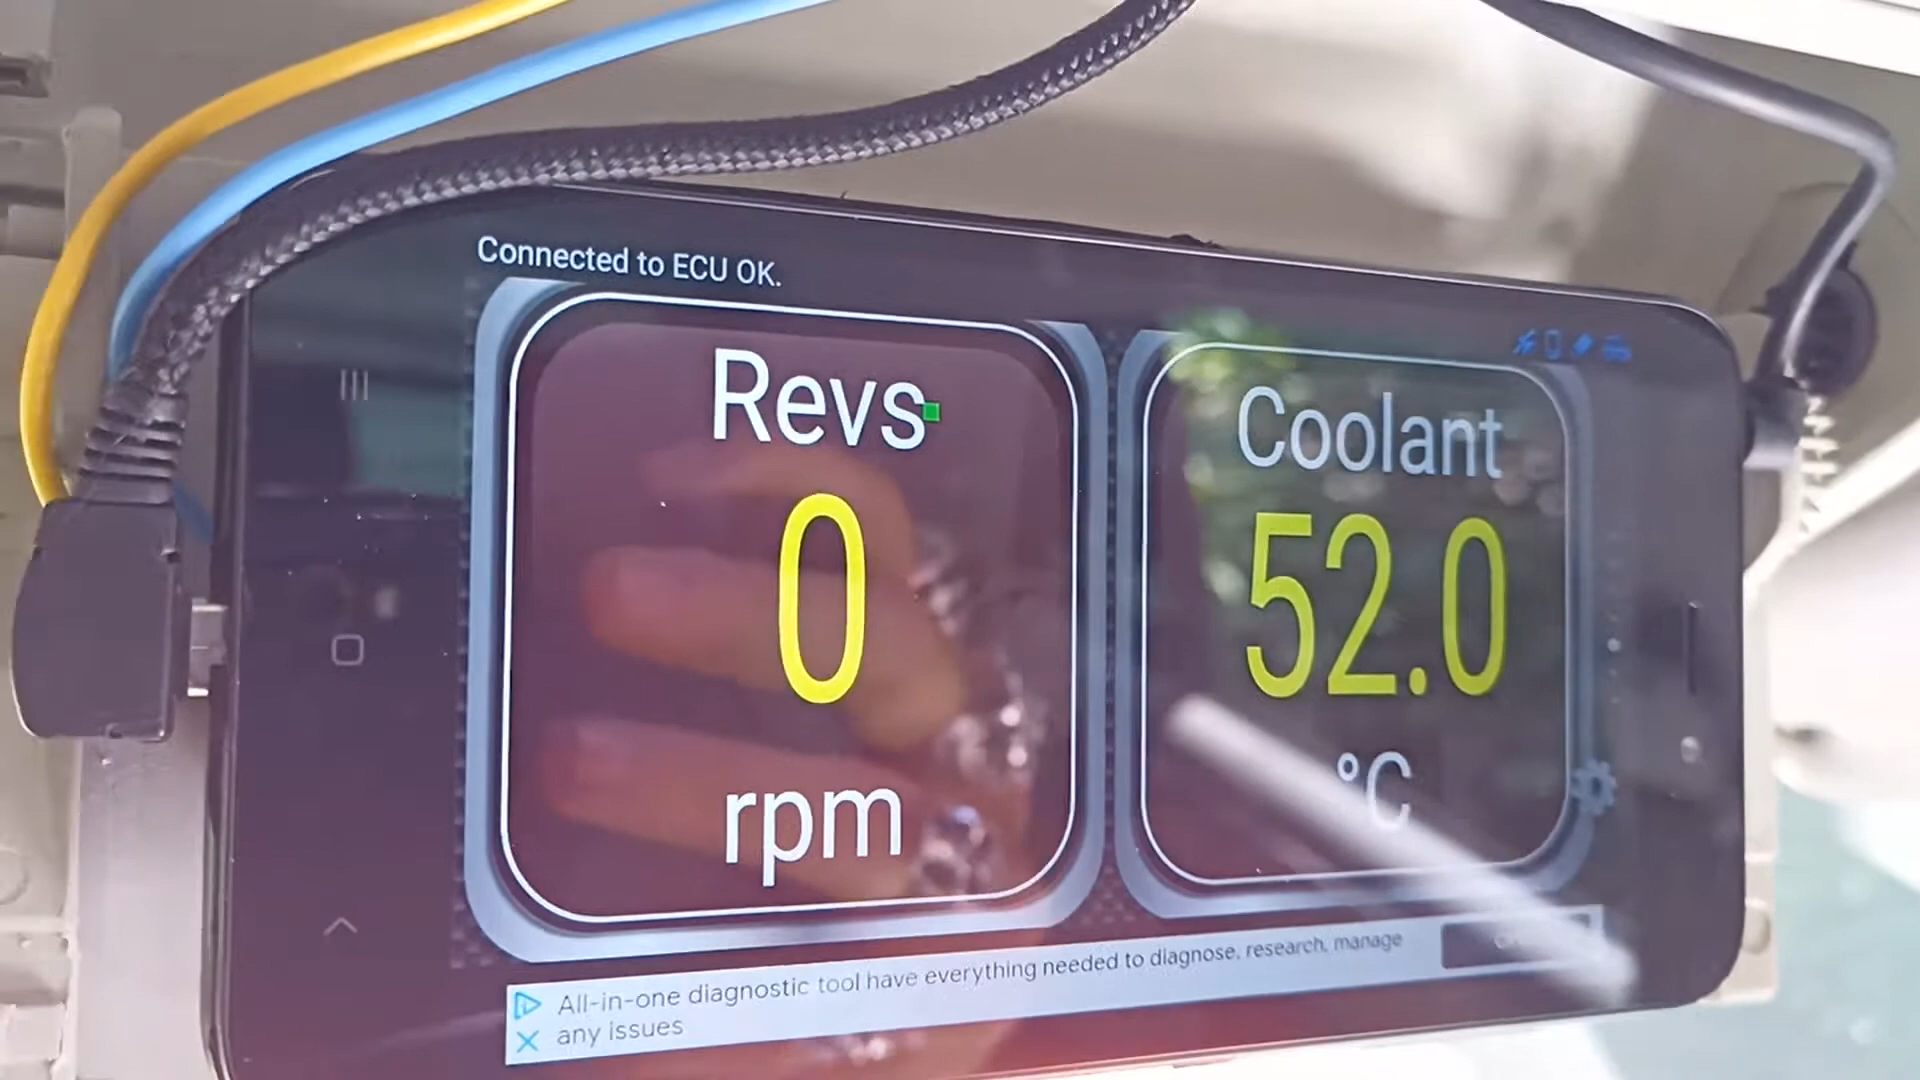 Connected to ECU OK.
Revs
0
rpm
Coolant
52.0
°C
All-in-one diagnostic tool have everything needed to diagnose, research, manage
any issues